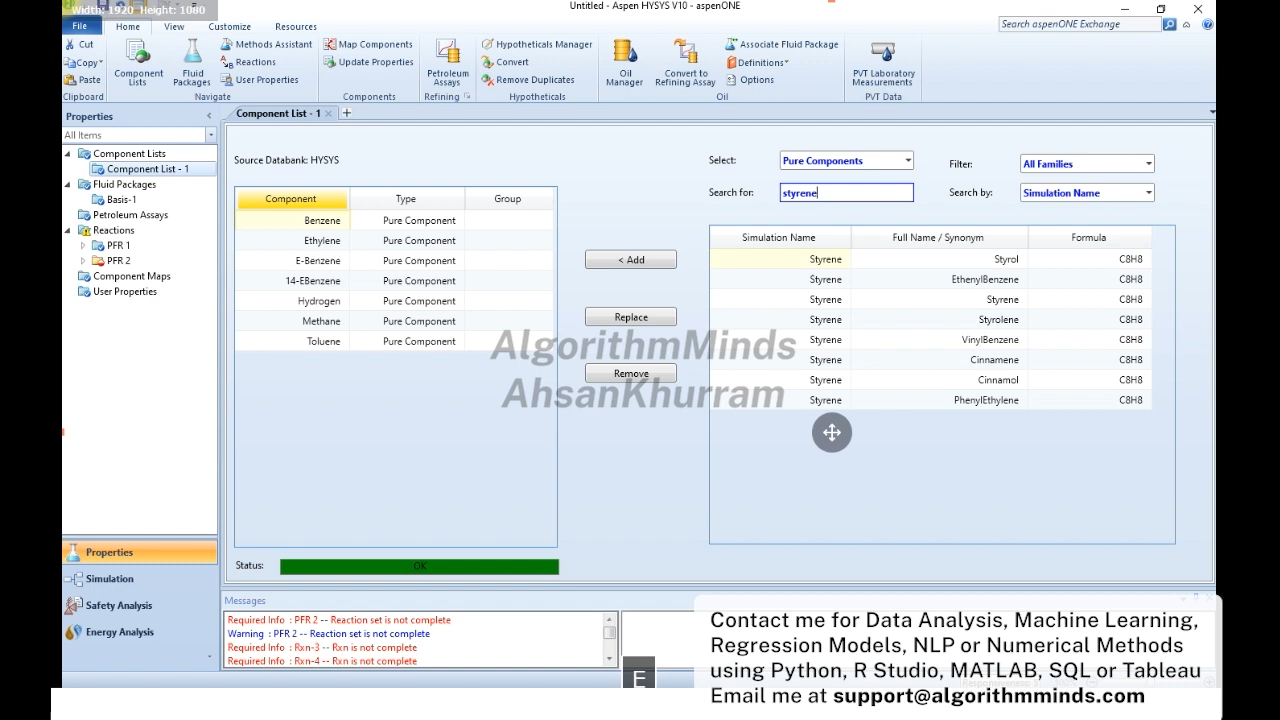 Width: 1920 Height: 1080
Untitled - Aspen HYSYS V10 - aspenONE
File Home View Customize Resources
Search aspenONE Exchange
Cut
Copy
Paste
Clipboard
Component Lists
Fluid Packages
Methods Assistant
Reactions
User Properties
Navigate
Map Components
Update Properties
Components
Petroleum Assays
Refining
Hypotheticals Manager
Convert
Remove Duplicates
Hypotheticals
Oil Manager
Convert to Refining Assay
Associate Fluid Package
Definitions
Options
Oil
PVT Laboratory Measurements
PVT Data
Properties
All Items
Component Lists
Component List - 1
Fluid Packages
Basis-1
Petroleum Assays
Reactions
PFR 1
PFR 2
Component Maps
User Properties
Properties
Simulation
Safety Analysis
Energy Analysis
Component List - 1
Source Databank: HYSYS
Component Type Group
Benzene Pure Component
Ethylene Pure Component
E-Benzene Pure Component
14-EBenzene Pure Component
Hydrogen Pure Component
Methane Pure Component
Toluene Pure Component
< Add
Replace
Remove
Select: Pure Components Filter: All Families
Search for: styrene Search by: Simulation Name
Simulation Name Full Name / Synonym Formula
Styrene Styrol C8H8
Styrene EthenylBenzene C8H8
Styrene Styrene C8H8
Styrene Styrolene C8H8
Styrene VinylBenzene C8H8
Styrene Cinnamene C8H8
Styrene Cinnamol C8H8
Styrene PhenylEthylene C8H8
AlgorithmMinds
AhsanKhurram
Status: OK
Messages
Required Info : PFR 2 -- Reaction set is not complete
Warning : PFR 2 -- Reaction set is not complete
Required Info : Rxn-3 -- Rxn is not complete
Required Info : Rxn-4 -- Rxn is not complete
E
Contact me for Data Analysis, Machine Learning,
Regression Models, NLP or Numerical Methods
using Python, R Studio, MATLAB, SQL or Tableau
Email me at support@algorithmminds.com